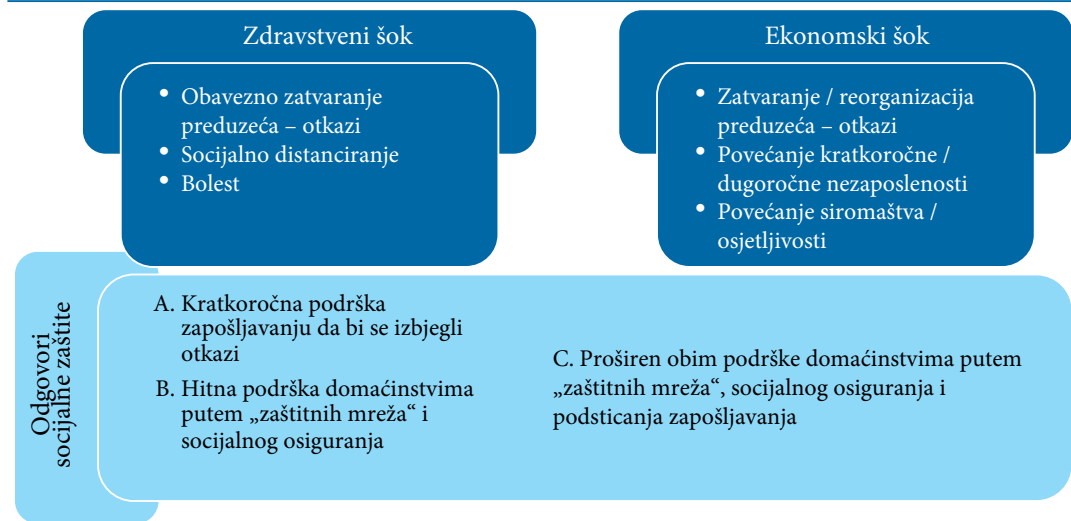 Zdravstveni šok
• Obavezno zatvaranje
preduzeća – otkazi
• Socijalno distanciranje
• Bolest
Ekonomski šok
• Zatvaranje / reorganizacija
preduzeća – otkazi
• Povećanje kratkoročne /
dugoročne nezaposlenosti
• Povećanje siromaštva /
osjetljivosti
Odgovori
socijalne zaštite
A. Kratkoročna podrška
zapošljavanju da bi se izbjegli
otkazi
B. Hitna podrška domaćinstvima
putem „zaštitnih mreža“ i
socijalnog osiguranja
C. Proširen obim podrške domaćinstvima putem
„zaštitnih mreža“, socijalnog osiguranja i
podsticanja zapošljavanja